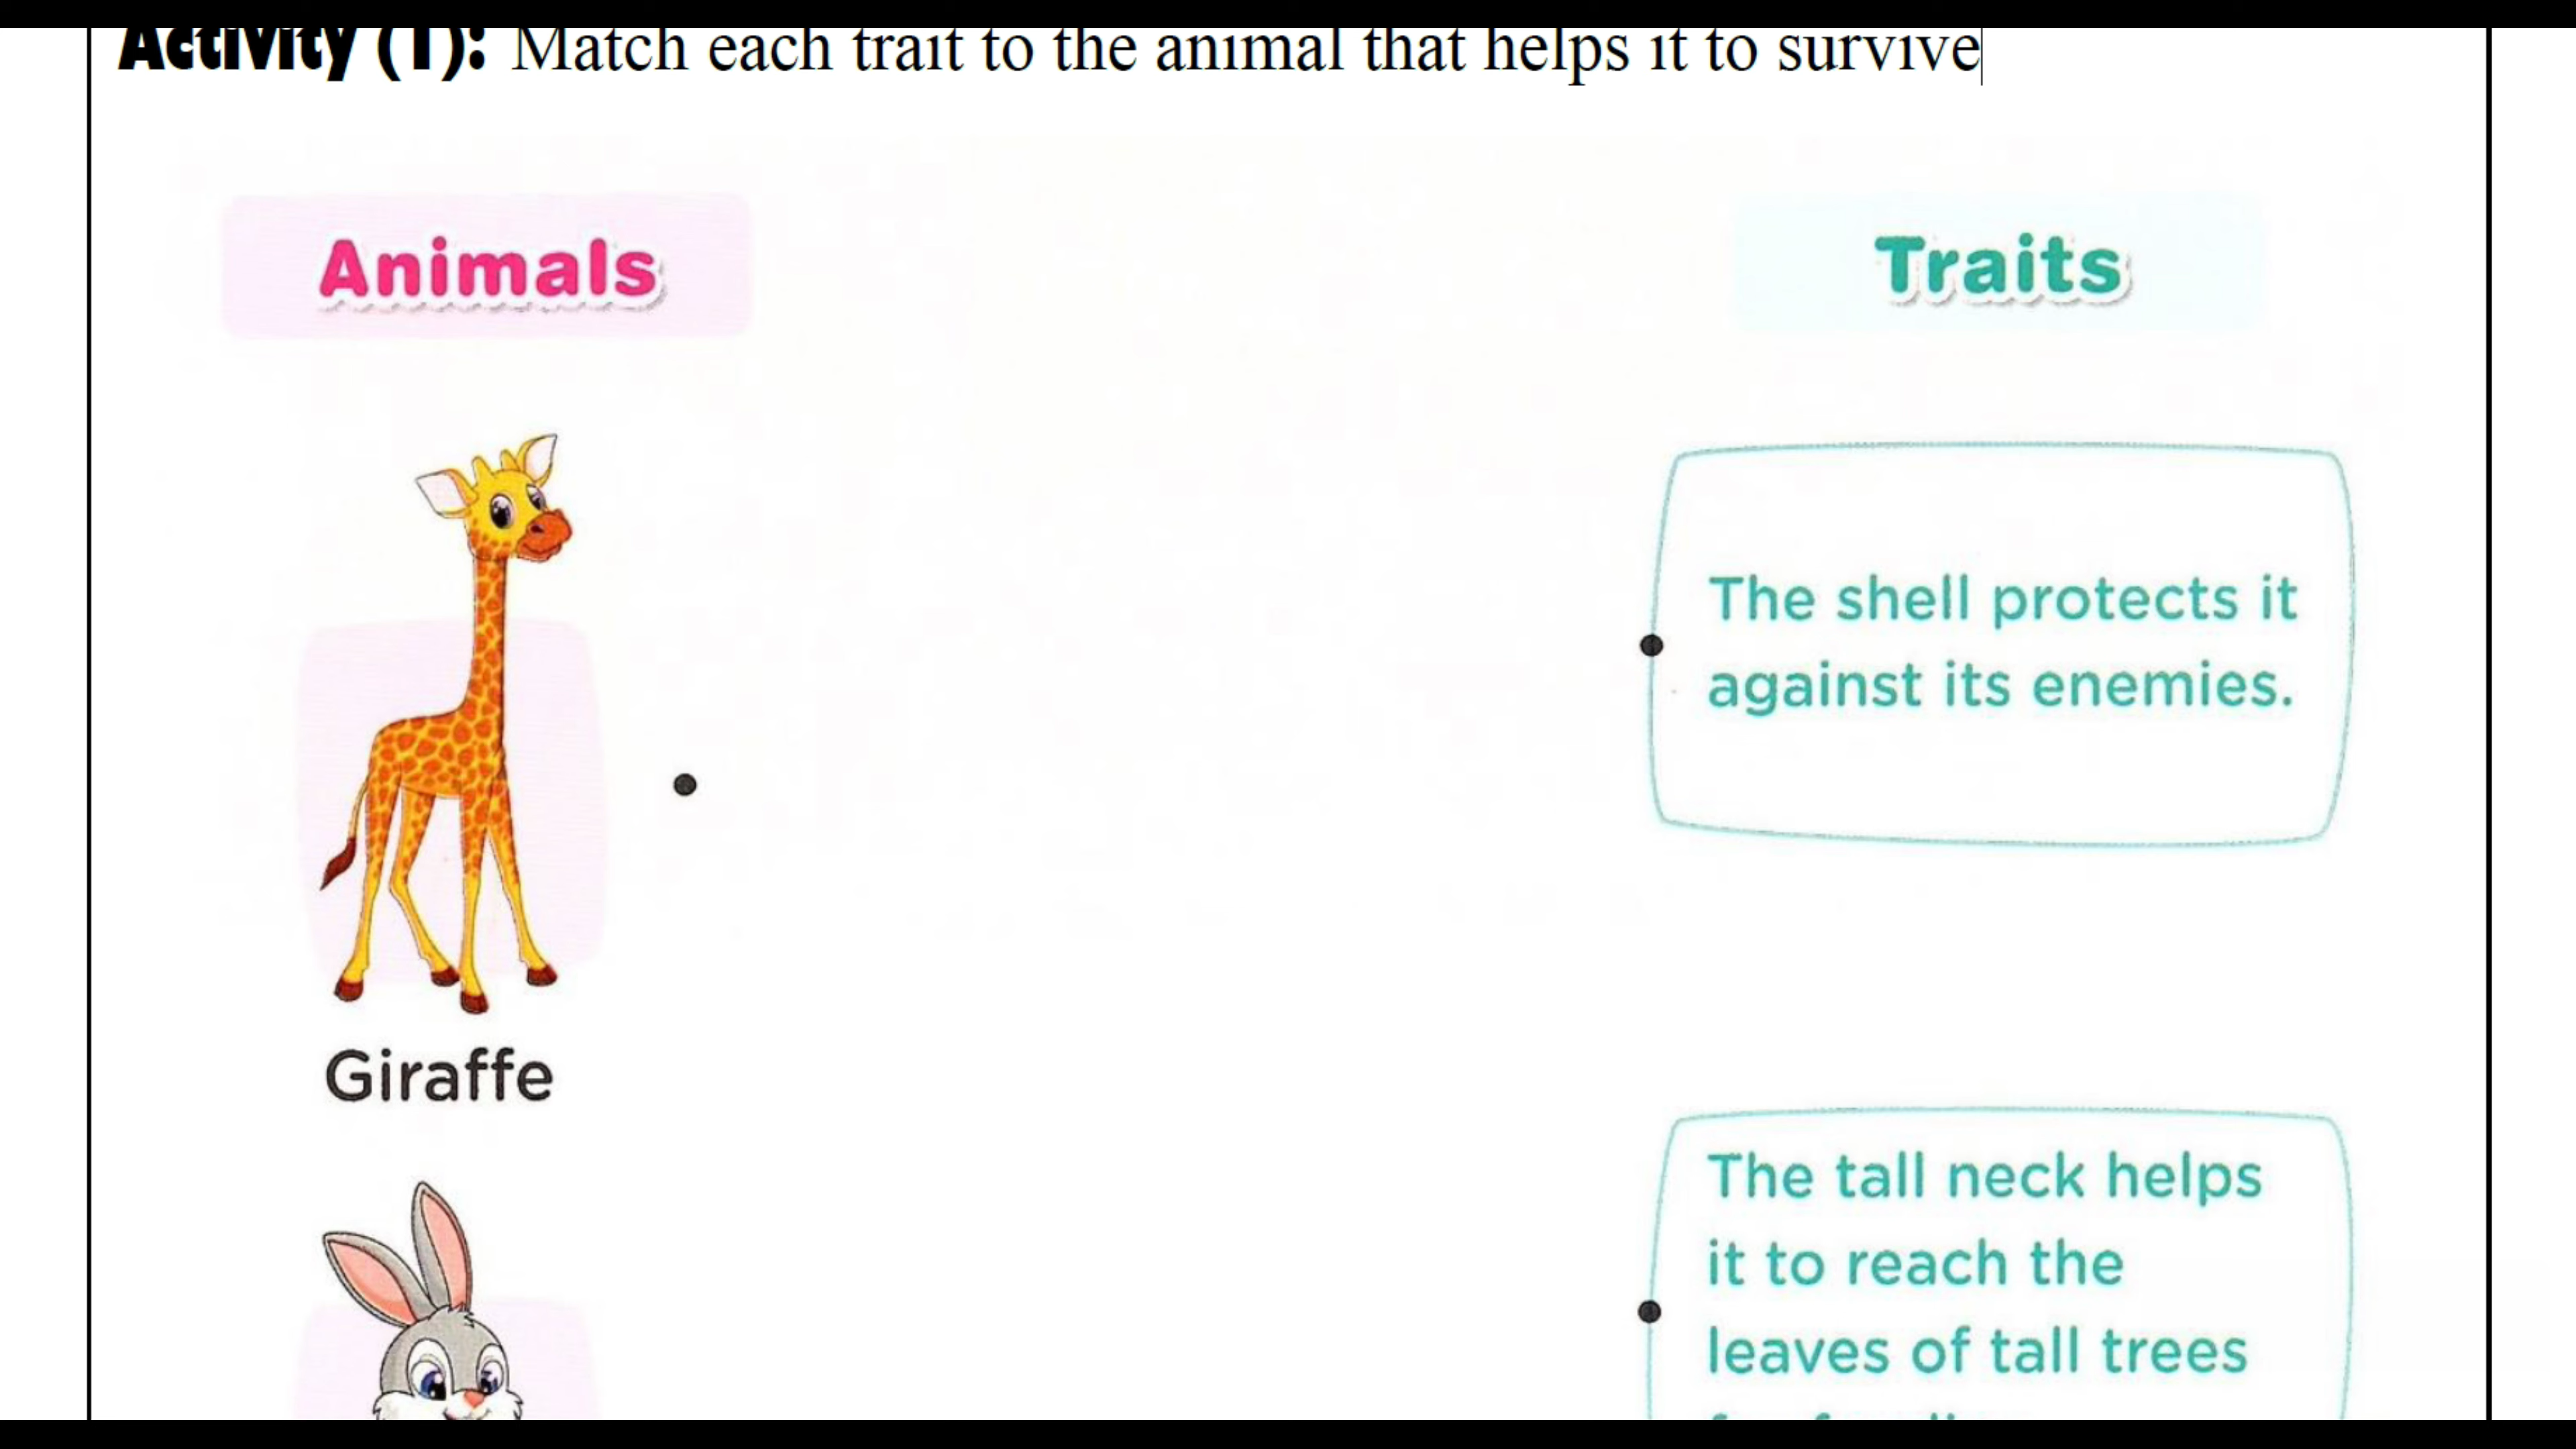 Activity (1): Match each trait to the animal that helps it to survive
Animals
Traits
The shell protects it
against its enemies.
Giraffe
The tall neck helps
it to reach the
leaves of tall trees